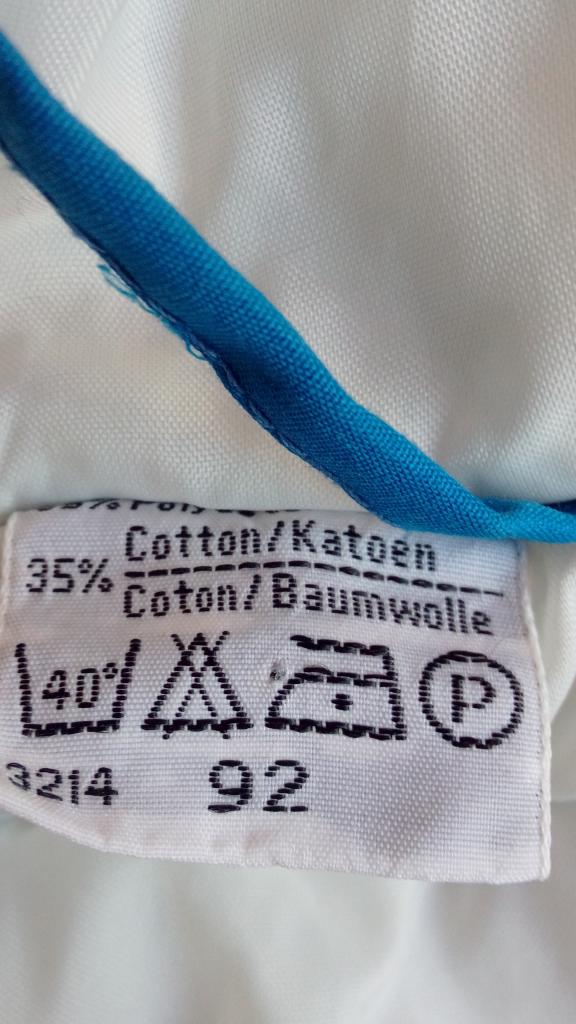 35% Cotton/Katoen
Coton/Baumwolle
40°
P
3214 92